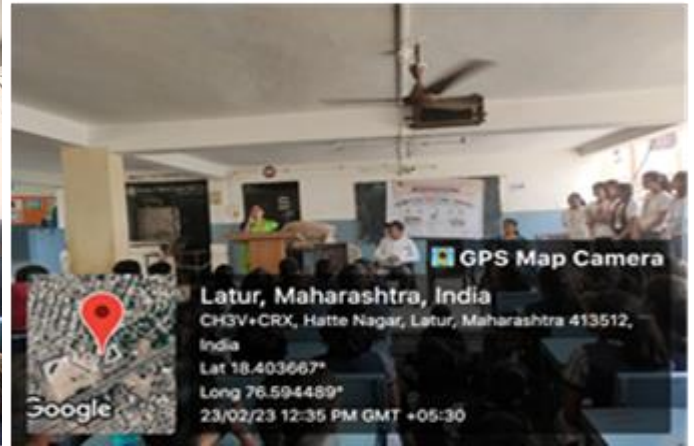 GPS Map Camera
Latur, Maharashtra, India
CH3V+CRX, Hatte Nagar, Latur, Maharashtra 413512,
India
Lat 18.403667°
Long 76.594489°
23/02/23 12:35 PM GMT +05:30
Google